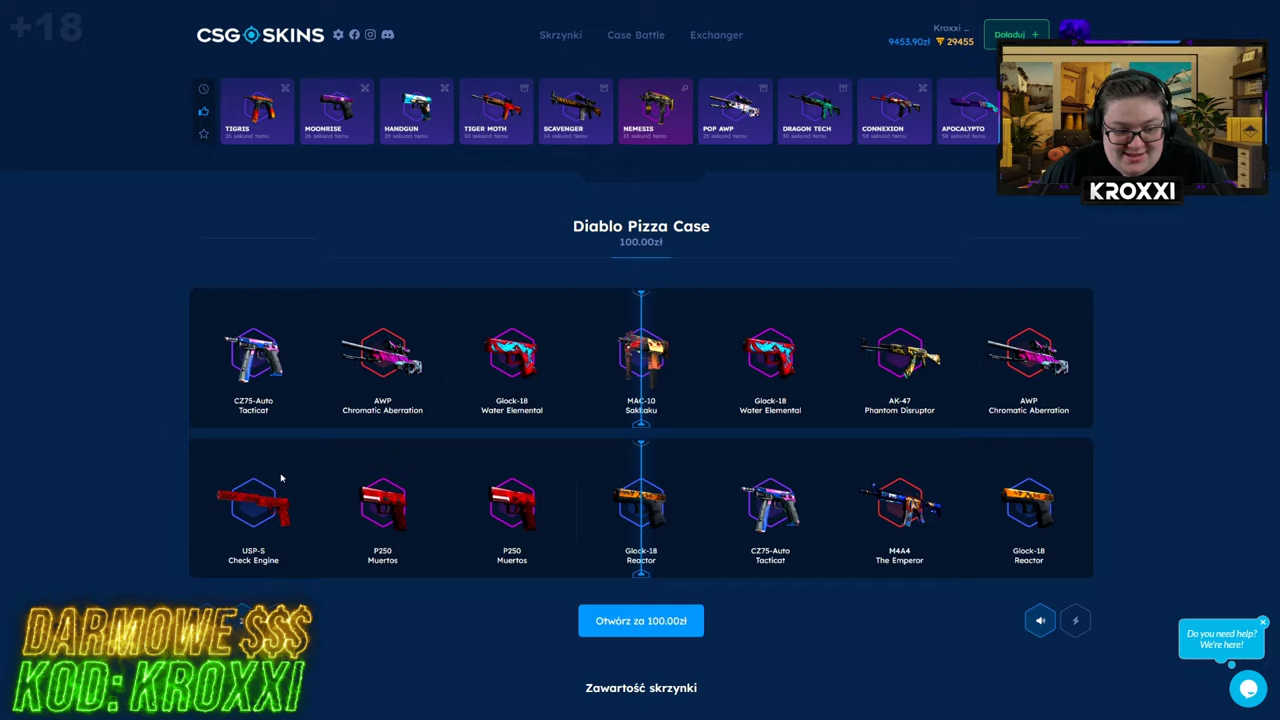 +18
CSG SKINS
Skrzynki
Case Battle
Exchanger
Kroxxi ...
9453.90zł
29455
Doładuj +
TIGRIS
MOONRISE
HANDGUN
TIGER MOTH
SCAVENGER
NEMESIS
POP AWP
DRAGON TECH
CONNEXION
APOCALYPTO
KROXXI
Diablo Pizza Case
100.00zł
CZ75-Auto
Tacticat
AWP
Chromatic Aberration
Glock-18
Water Elemental
MAC-10
Sakkaku
Glock-18
Water Elemental
AK-47
Phantom Disruptor
AWP
Chromatic Aberration
USP-S
Check Engine
P250
Muertos
P250
Muertos
Glock-18
Reactor
CZ75-Auto
Tacticat
M4A4
The Emperor
Glock-18
Reactor
DARMOWE $$$
KOD: KROXXI
Otwórz za 100.00zł
Do you need help?
We're here!
Zawartość skrzynki